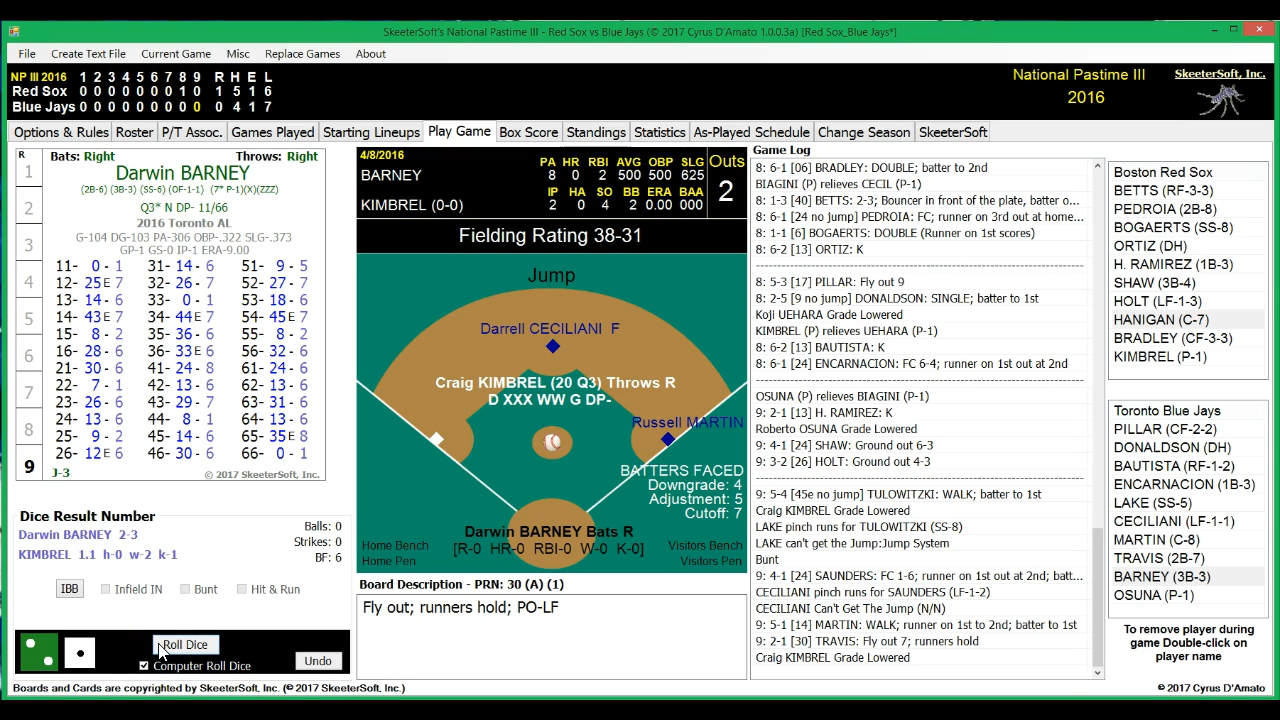 SkeeterSoft's National Pastime III - Red Sox vs Blue Jays (© 2017 Cyrus D'Amato 1.0.0.3a) [Red Sox_Blue Jays*]
File Create Text File Current Game Misc Replace Games About
NP III 2016 1 2 3 4 5 6 7 8 9 R H E L
Red Sox 0 0 0 0 0 0 0 1 0 1 5 1 6
Blue Jays 0 0 0 0 0 0 0 0 0 0 4 1 7
National Pastime III
2016
SkeeterSoft, Inc.
Options & Rules Roster P/T Assoc. Games Played Starting Lineups Play Game Box Score Standings Statistics As-Played Schedule Change Season SkeeterSoft
R
1
2
3
4
5
6
7
8
9
Bats: Right Throws: Right
Darwin BARNEY
(2B-6) (3B-3) (SS-6) (OF-1-1) (7* P-1)(X)(ZZZ)
Q3* N DP- 11/66
2016 Toronto AL
G-104 DG-103 PA-306 OBP-.322 SLG-.373
GP-1 GS-0 IP-1 ERA-9.00
11- 0 - 1 31- 14 - 6 51- 9 - 5
12- 25 E 7 32- 26 - 7 52- 27 - 7
13- 14 - 6 33- 0 - 1 53- 18 - 6
14- 43 E 7 34- 44 E 7 54- 45 E 7
15- 8 - 2 35- 14 - 6 55- 8 - 2
16- 28 - 6 36- 33 E 6 56- 32 - 6
21- 30 - 6 41- 24 - 8 61- 24 - 6
22- 7 - 1 42- 13 - 6 62- 13 - 6
23- 26 - 6 43- 29 - 7 63- 31 - 6
24- 13 - 6 44- 8 - 1 64- 13 - 6
25- 9 - 2 45- 14 - 6 65- 35 E 8
26- 12 E 6 46- 30 - 6 66- 0 - 1
J-3 © 2017 SkeeterSoft, Inc.
4/8/2016 PA HR RBI AVG OBP SLG
BARNEY 8 0 2 500 500 625
IP HA SO BB ERA BAA
KIMBREL (0-0) 2 0 4 2 0.00 000
Outs
2
Fielding Rating 38-31
Jump
Darrell CECILIANI F
Craig KIMBREL (20 Q3) Throws R
D XXX WW G DP-
Russell MARTIN
BATTERS FACED
Downgrade: 4
Adjustment: 5
Cutoff: 7
Darwin BARNEY Bats R
[R-0 HR-0 RBI-0 W-0 K-0]
Home Bench
Home Pen
Visitors Bench
Visitors Pen
Board Description - PRN: 30 (A) (1)
Fly out; runners hold; PO-LF
Dice Result Number
Darwin BARNEY 2-3
KIMBREL 1.1 h-0 w-2 k-1
Balls: 0
Strikes: 0
BF: 6
IBB Infield IN Bunt Hit & Run
Roll Dice
Computer Roll Dice
Undo
Boards and Cards are copyrighted by SkeeterSoft, Inc. (© 2017 SkeeterSoft, Inc.)
Game Log
8: 6-1 [06] BRADLEY: DOUBLE; batter to 2nd
BIAGINI (P) relieves CECIL (P-1)
8: 1-3 [40] BETTS: 2-3; Bouncer in front of the plate, batter o...
8: 6-1 [24 no jump] PEDROIA: FC; runner on 3rd out at home...
8: 1-1 [6] BOGAERTS: DOUBLE (Runner on 1st scores)
8: 6-2 [13] ORTIZ: K
8: 5-3 [17] PILLAR: Fly out 9
8: 2-5 [9 no jump] DONALDSON: SINGLE; batter to 1st
Koji UEHARA Grade Lowered
KIMBREL (P) relieves UEHARA (P-1)
8: 6-2 [13] BAUTISTA: K
8: 6-1 [24] ENCARNACION: FC 6-4; runner on 1st out at 2nd
OSUNA (P) relieves BIAGINI (P-1)
9: 2-1 [13] H. RAMIREZ: K
Roberto OSUNA Grade Lowered
9: 4-1 [24] SHAW: Ground out 6-3
9: 3-2 [26] HOLT: Ground out 4-3
9: 5-4 [45e no jump] TULOWITZKI: WALK; batter to 1st
Craig KIMBREL Grade Lowered
LAKE pinch runs for TULOWITZKI (SS-8)
LAKE can't get the Jump:Jump System
Bunt
9: 4-1 [24] SAUNDERS: FC 1-6; runner on 1st out at 2nd; batt...
CECILIANI pinch runs for SAUNDERS (LF-1-2)
CECILIANI Can't Get The Jump (N/N)
9: 5-1 [14] MARTIN: WALK; runner on 1st to 2nd; batter to 1st
9: 2-1 [30] TRAVIS: Fly out 7; runners hold
Craig KIMBREL Grade Lowered
Boston Red Sox
BETTS (RF-3-3)
PEDROIA (2B-8)
BOGAERTS (SS-8)
ORTIZ (DH)
H. RAMIREZ (1B-3)
SHAW (3B-4)
HOLT (LF-1-3)
HANIGAN (C-7)
BRADLEY (CF-3-3)
KIMBREL (P-1)
Toronto Blue Jays
PILLAR (CF-2-2)
DONALDSON (DH)
BAUTISTA (RF-1-2)
ENCARNACION (1B-3)
LAKE (SS-5)
CECILIANI (LF-1-1)
MARTIN (C-8)
TRAVIS (2B-7)
BARNEY (3B-3)
OSUNA (P-1)
To remove player during
game Double-click on
player name
© 2017 Cyrus D'Amato